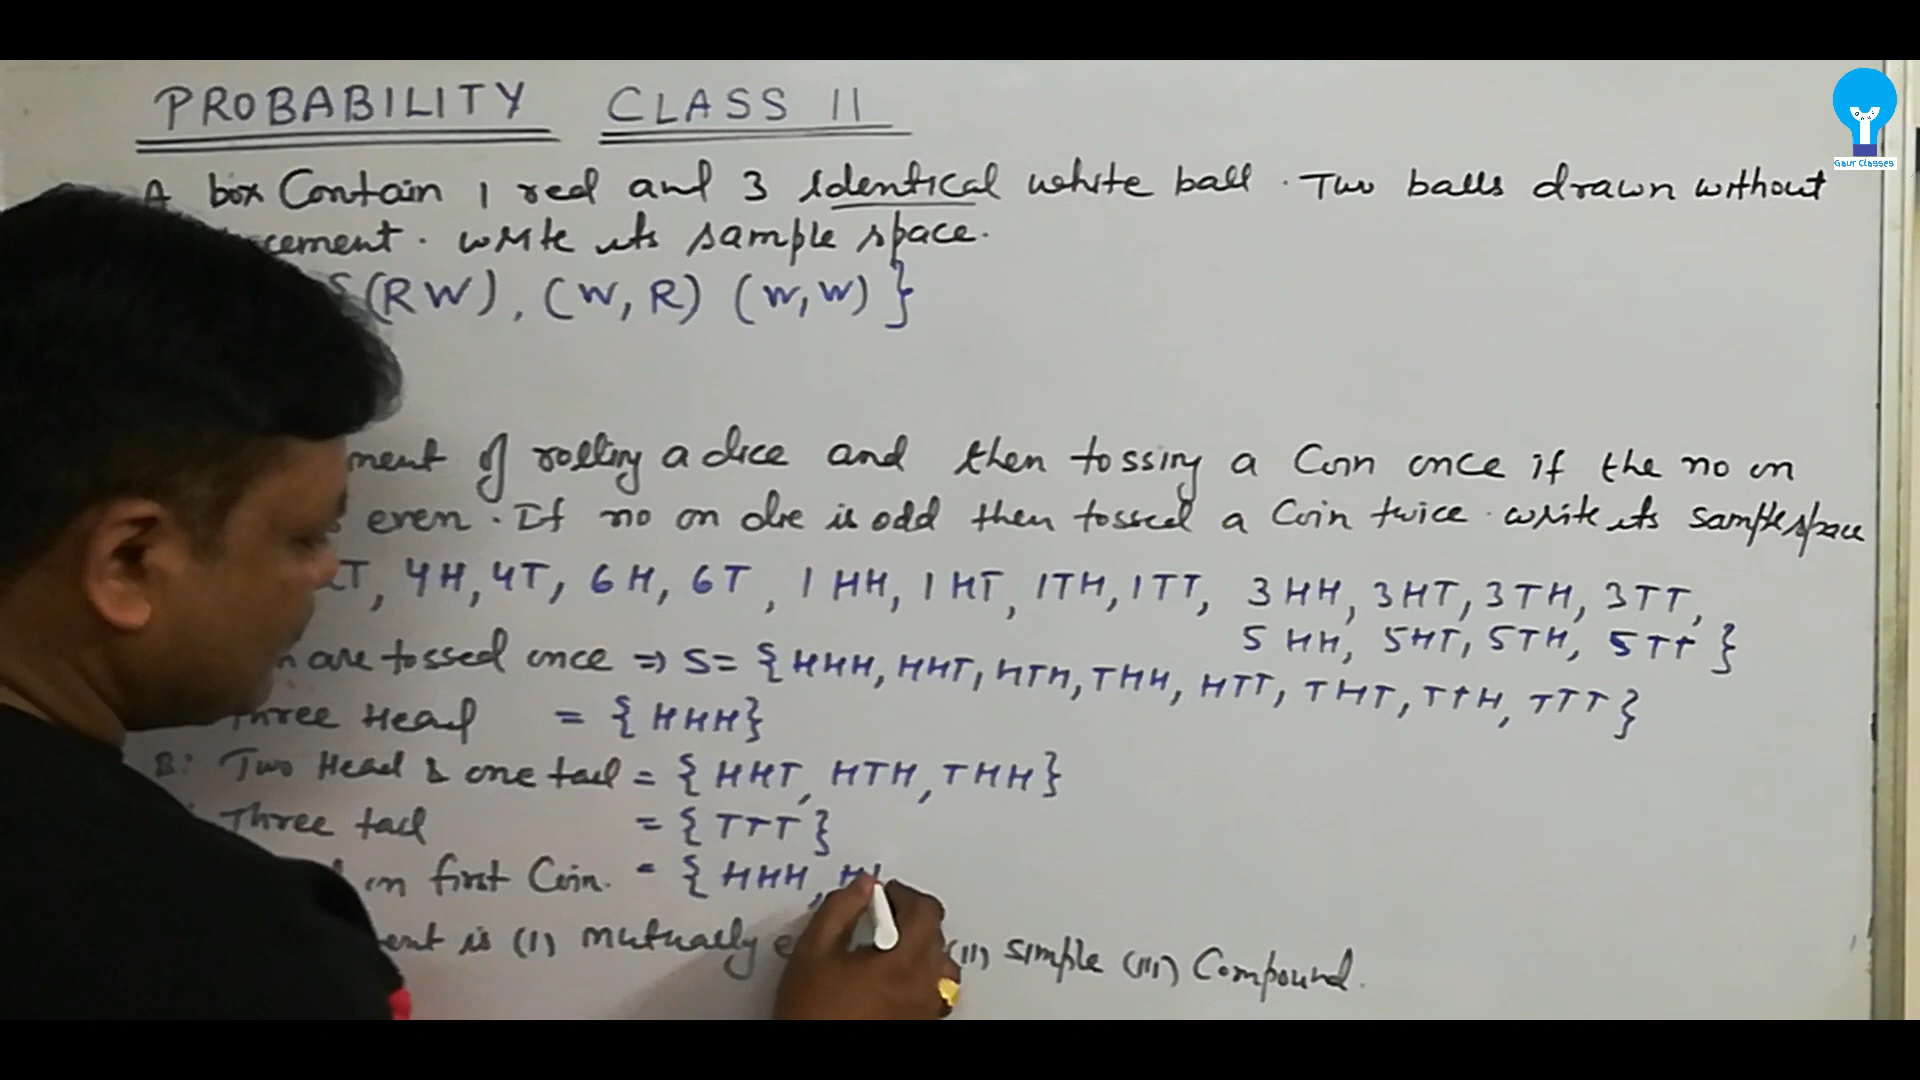 PROBABILITY CLASS 11
Gaur Classes
A box Contain 1 red and 3 identical white ball. Two balls drawn without
cement. write its sample space.
(RW), (W,R) (W,W) }
ment of rolling a dice and then tossing a Coin once if the no on
even. If no on die is odd then tossed a Coin twice. write its sample space
T, 4H, 4T, 6H, 6T, 1HH, 1HT, 1TH, 1TT, 3HH, 3HT, 3TH, 3TT,
5HH, 5HT, 5TH, 5TT }
are tossed once => S= {HHH, HHT, HTH, THH, HTT, THT, TTH, TTT}
Three Head = {HHH}
B: Two Head & one tail = {HHT, HTH, THH}
Three tail = {TTT}
on first Coin. = {HHH, H
ent is (I) mutually (II) simple (III) Compound.